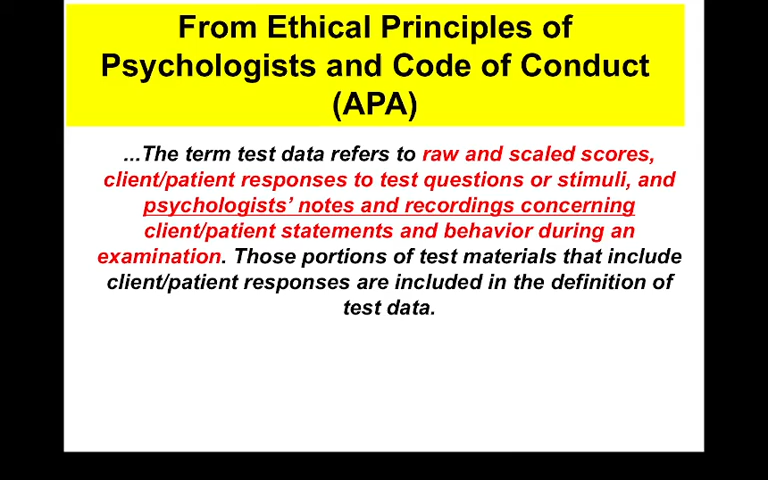 From Ethical Principles of
Psychologists and Code of Conduct
(APA)
...The term test data refers to raw and scaled scores,
client/patient responses to test questions or stimuli, and
psychologists’ notes and recordings concerning
client/patient statements and behavior during an
examination. Those portions of test materials that include
client/patient responses are included in the definition of
test data.